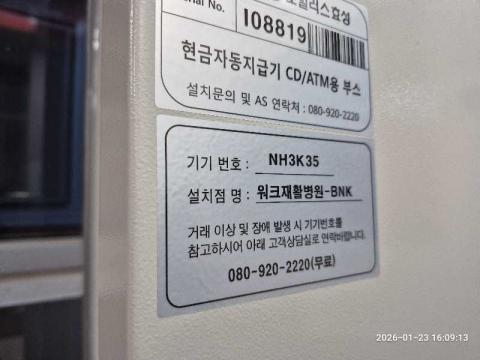 rial No. I08819
현금자동지급기 CD/ATM용 부스
설치문의 및 AS 연락처 : 080-920-2220
기기 번호 : NH3K35
설치점 명 : 워크재활병원-BNK
거래 이상 및 장애 발생 시 기기번호를
참고하시어 아래 고객상담실로 연락바랍니다.
080-920-2220(무료)
2026-01-23 16:09:13